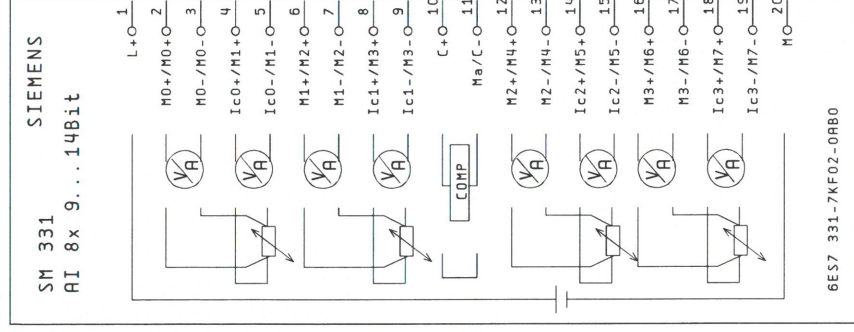 SIEMENS
SM 331
AI 8x 9...14Bit
1 L+
2 M0+/M0+
3 M0-/M0-
4 Ic0+/M1+
5 Ic0-/M1-
6 M1+/M2+
7 M1-/M2-
8 Ic1+/M3+
9 Ic1-/M3-
10 C+
11 Ma/C-
12 M2+/M4+
13 M2-/M4-
14 Ic2+/M5+
15 Ic2-/M5-
16 M3+/M6+
17 M3-/M6-
18 Ic3+/M7+
19 Ic3-/M7-
20 M
V/A
V/A
V/A
V/A
COMP
V/A
V/A
V/A
V/A
6ES7 331-7KF02-0AB0